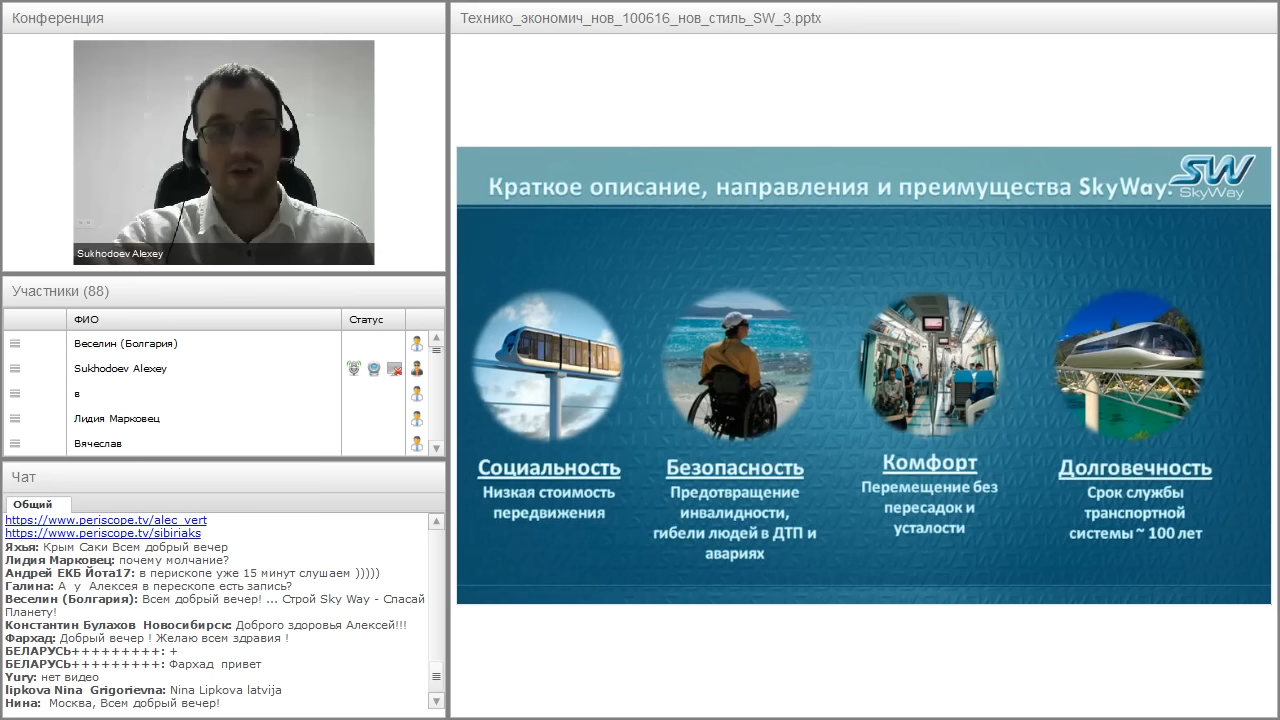 Конференция
Sukhodoev Alexey
Участники (88)
ФИО
Статус
Веселин (Болгария)
Sukhodoev Alexey
в
Лидия Марковец
Вячеслав
Чат
Общий
https://www.periscope.tv/alec_vert
https://www.periscope.tv/sibiriaks
Яхья: Крым Саки Всем добрый вечер
Лидия Марковец: почему молчание?
Андрей ЕКБ Йота17: в перископе уже 15 минут слушаем )))))
Галина: А у Алексея в перескопе есть запись?
Веселин (Болгария): Всем добрый вечер! ... Строй Sky Way - Спасай
Планету!
Константин Булахов Новосибирск: Доброго здоровья Алексей!!!
Фархад: Добрый вечер ! Желаю всем здравия !
БЕЛАРУСЬ+++++++++: +
БЕЛАРУСЬ+++++++++: Фархад привет
Yury: нет видео
lipkova Nina Grigorievna: Nina Lipkova latvija
Нина: Москва, Всем добрый вечер!
Технико_экономич_нов_100616_нов_стиль_SW_3.pptx
Краткое описание, направления и преимущества SkyWay.
SW
SkyWay
Социальность
Низкая стоимость
передвижения
Безопасность
Предотвращение
инвалидности,
гибели людей в ДТП и
авариях
Комфорт
Перемещение без
пересадок и
усталости
Долговечность
Срок службы
транспортной
системы ~ 100 лет